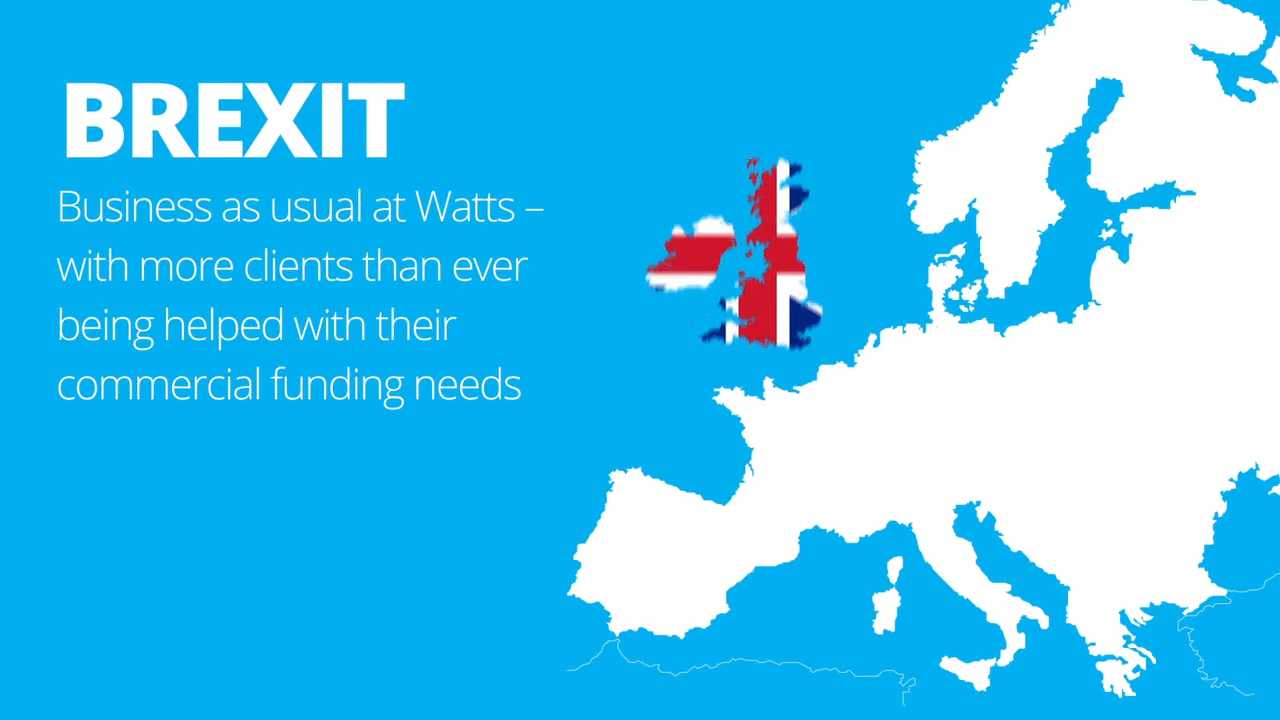 BREXIT
Business as usual at Watts –
with more clients than ever
being helped with their
commercial funding needs